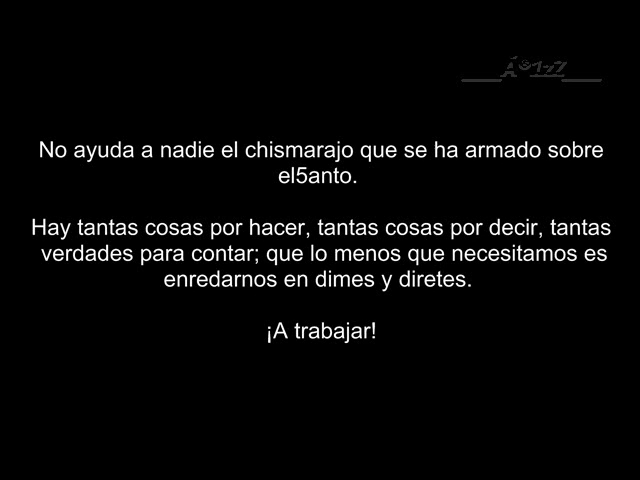 No ayuda a nadie el chismarajo que se ha armado sobre
el5anto.
Hay tantas cosas por hacer, tantas cosas por decir, tantas
verdades para contar; que lo menos que necesitamos es
enredarnos en dimes y diretes.
¡A trabajar!